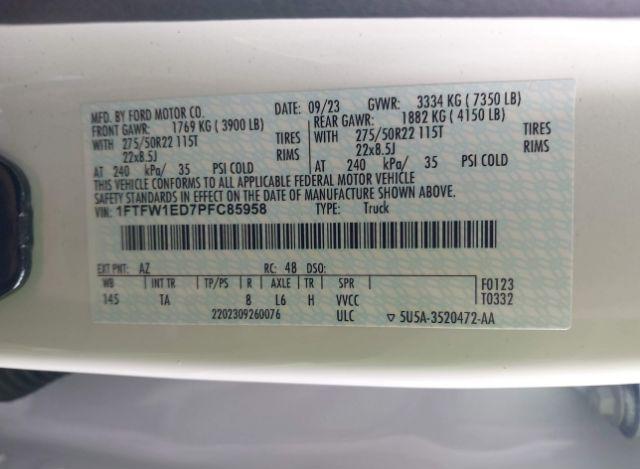 MFD. BY FORD MOTOR CO. DATE: 09/23 GVWR: 3334 KG ( 7350 LB)
FRONT GAWR: 1769 KG ( 3900 LB) REAR GAWR: 1882 KG ( 4150 LB)
WITH 275/50R22 115T TIRES WITH 275/50R22 115T TIRES
22x8.5J RIMS 22x8.5J RIMS
AT 240 kPa/ 35 PSI COLD AT 240 kPa/ 35 PSI COLD
THIS VEHICLE CONFORMS TO ALL APPLICABLE FEDERAL MOTOR VEHICLE
SAFETY STANDARDS IN EFFECT ON THE DATE OF MANUFACTURE SHOWN ABOVE.
VIN: 1FTFW1ED7PFC85958 TYPE: Truck
EXT PNT: AZ RC: 48 DSO: F0123
WB INT TR TP/PS R AXLE TR SPR T0332
145 TA 8 L6 H VVCC
2202309260076 ULC ▽ 5U5A-3520472-AA